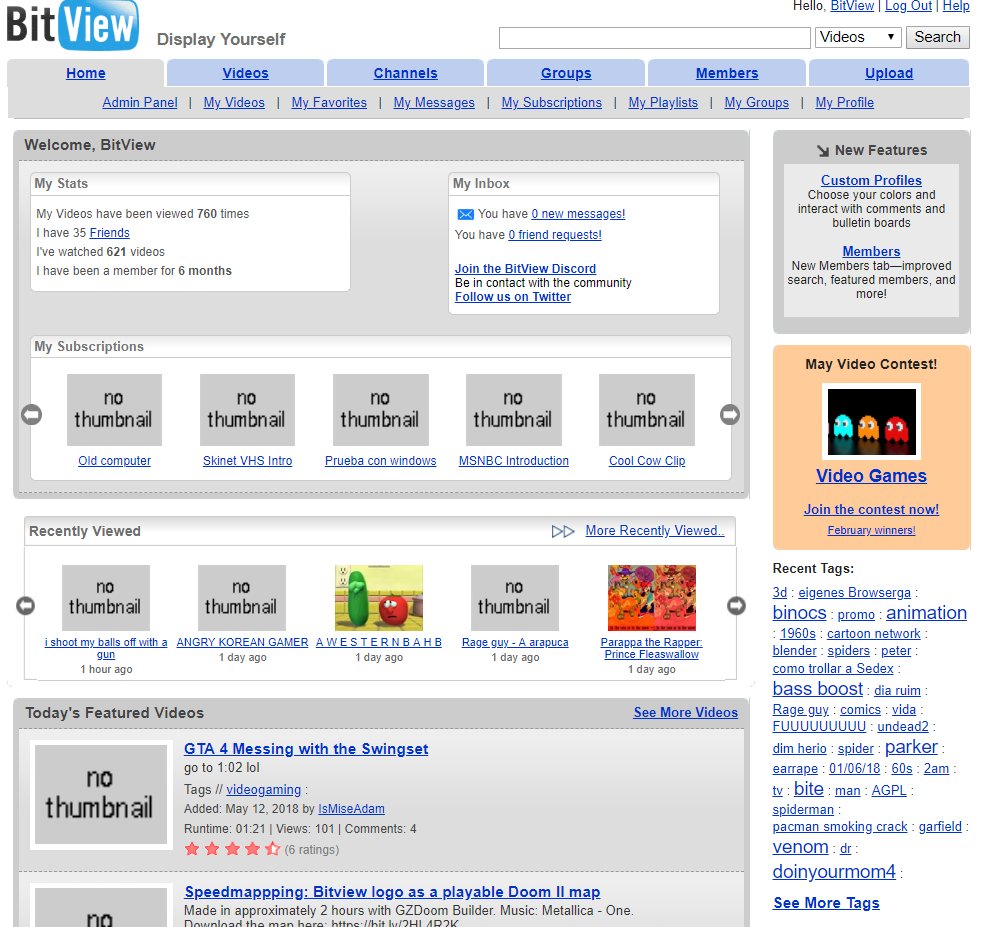 BitView
Display Yourself
Hello, BitView | Log Out | Help
Videos
Search
Home
Videos
Channels
Groups
Members
Upload
Admin Panel | My Videos | My Favorites | My Messages | My Subscriptions | My Playlists | My Groups | My Profile
Welcome, BitView
My Stats
My Videos have been viewed 760 times
I have 35 Friends
I've watched 621 videos
I have been a member for 6 months
My Inbox
You have 0 new messages!
You have 0 friend requests!
Join the BitView Discord
Be in contact with the community
Follow us on Twitter
My Subscriptions
no
thumbnail
no
thumbnail
no
thumbnail
no
thumbnail
no
thumbnail
Old computer
Skinet VHS Intro
Prueba con windows
MSNBC Introduction
Cool Cow Clip
Recently Viewed
More Recently Viewed..
no
thumbnail
no
thumbnail
no
thumbnail
i shoot my balls off with a
gun
1 hour ago
ANGRY KOREAN GAMER
1 day ago
A W E S T E R N B A H B
1 day ago
Rage guy - A arapuca
1 day ago
Parappa the Rapper:
Prince Fleaswallow
1 day ago
Today's Featured Videos
See More Videos
no
thumbnail
GTA 4 Messing with the Swingset
go to 1:02 lol
Tags // videogaming :
Added: May 12, 2018 by IsMiseAdam
Runtime: 01:21 | Views: 101 | Comments: 4
(6 ratings)
no
Speedmappping: Bitview logo as a playable Doom II map
Made in approximately 2 hours with GZDoom Builder. Music: Metallica - One.
Download the map here: https://bit.ly/2HL4R2K
New Features
Custom Profiles
Choose your colors and
interact with comments and
bulletin boards
Members
New Members tab—improved
search, featured members, and
more!
May Video Contest!
Video Games
Join the contest now!
February winners!
Recent Tags:
3d : eigenes Browserga :
binocs : promo : animation
: 1960s : cartoon network :
blender : spiders : peter :
como trollar a Sedex :
bass boost : dia ruim :
Rage guy : comics : vida :
FUUUUUUUUU : undead2 :
dim herio : spider : parker :
earrape : 01/06/18 : 60s : 2am :
tv : bite : man : AGPL :
spiderman :
pacman smoking crack : garfield :
venom : dr :
doinyourmom4 :
See More Tags